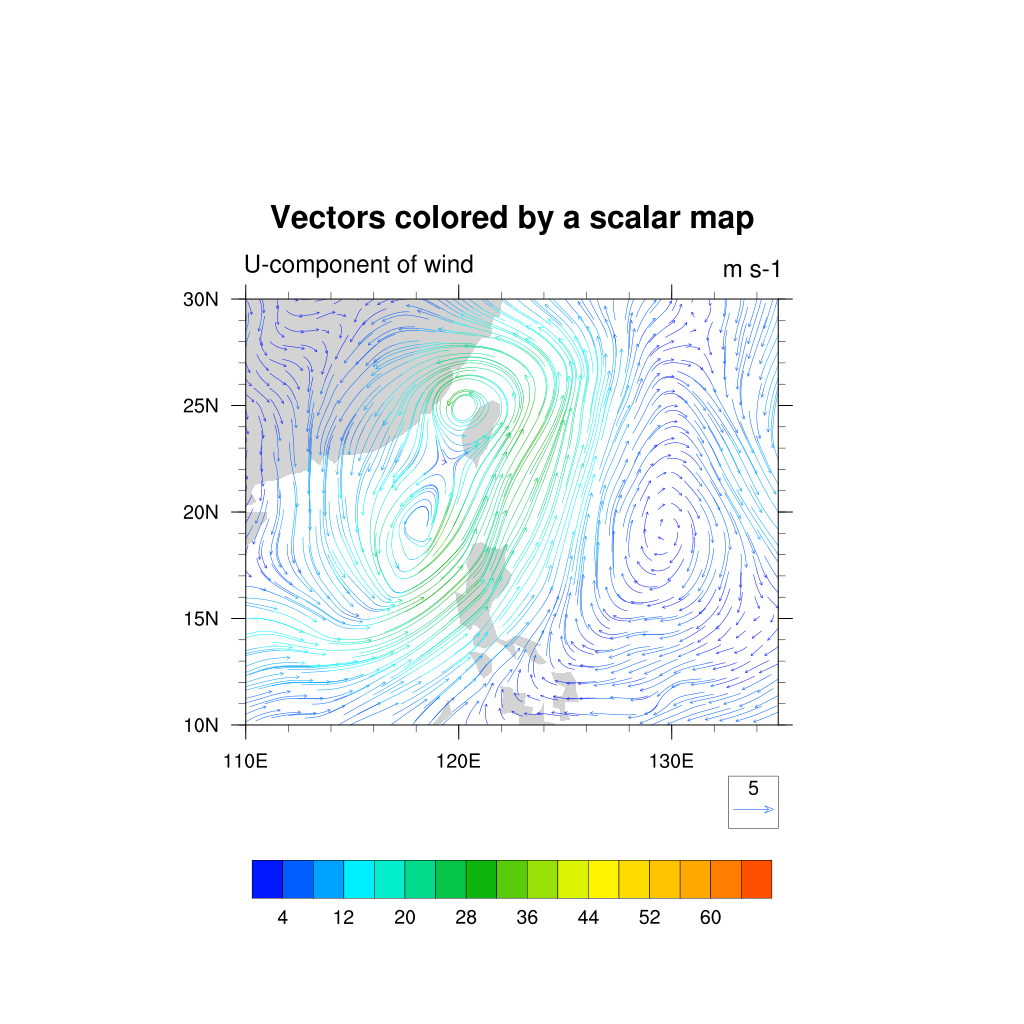 Vectors colored by a scalar map
U-component of wind
m s-1
30N
25N
20N
15N
10N
110E 120E 130E
5
4 12 20 28 36 44 52 60